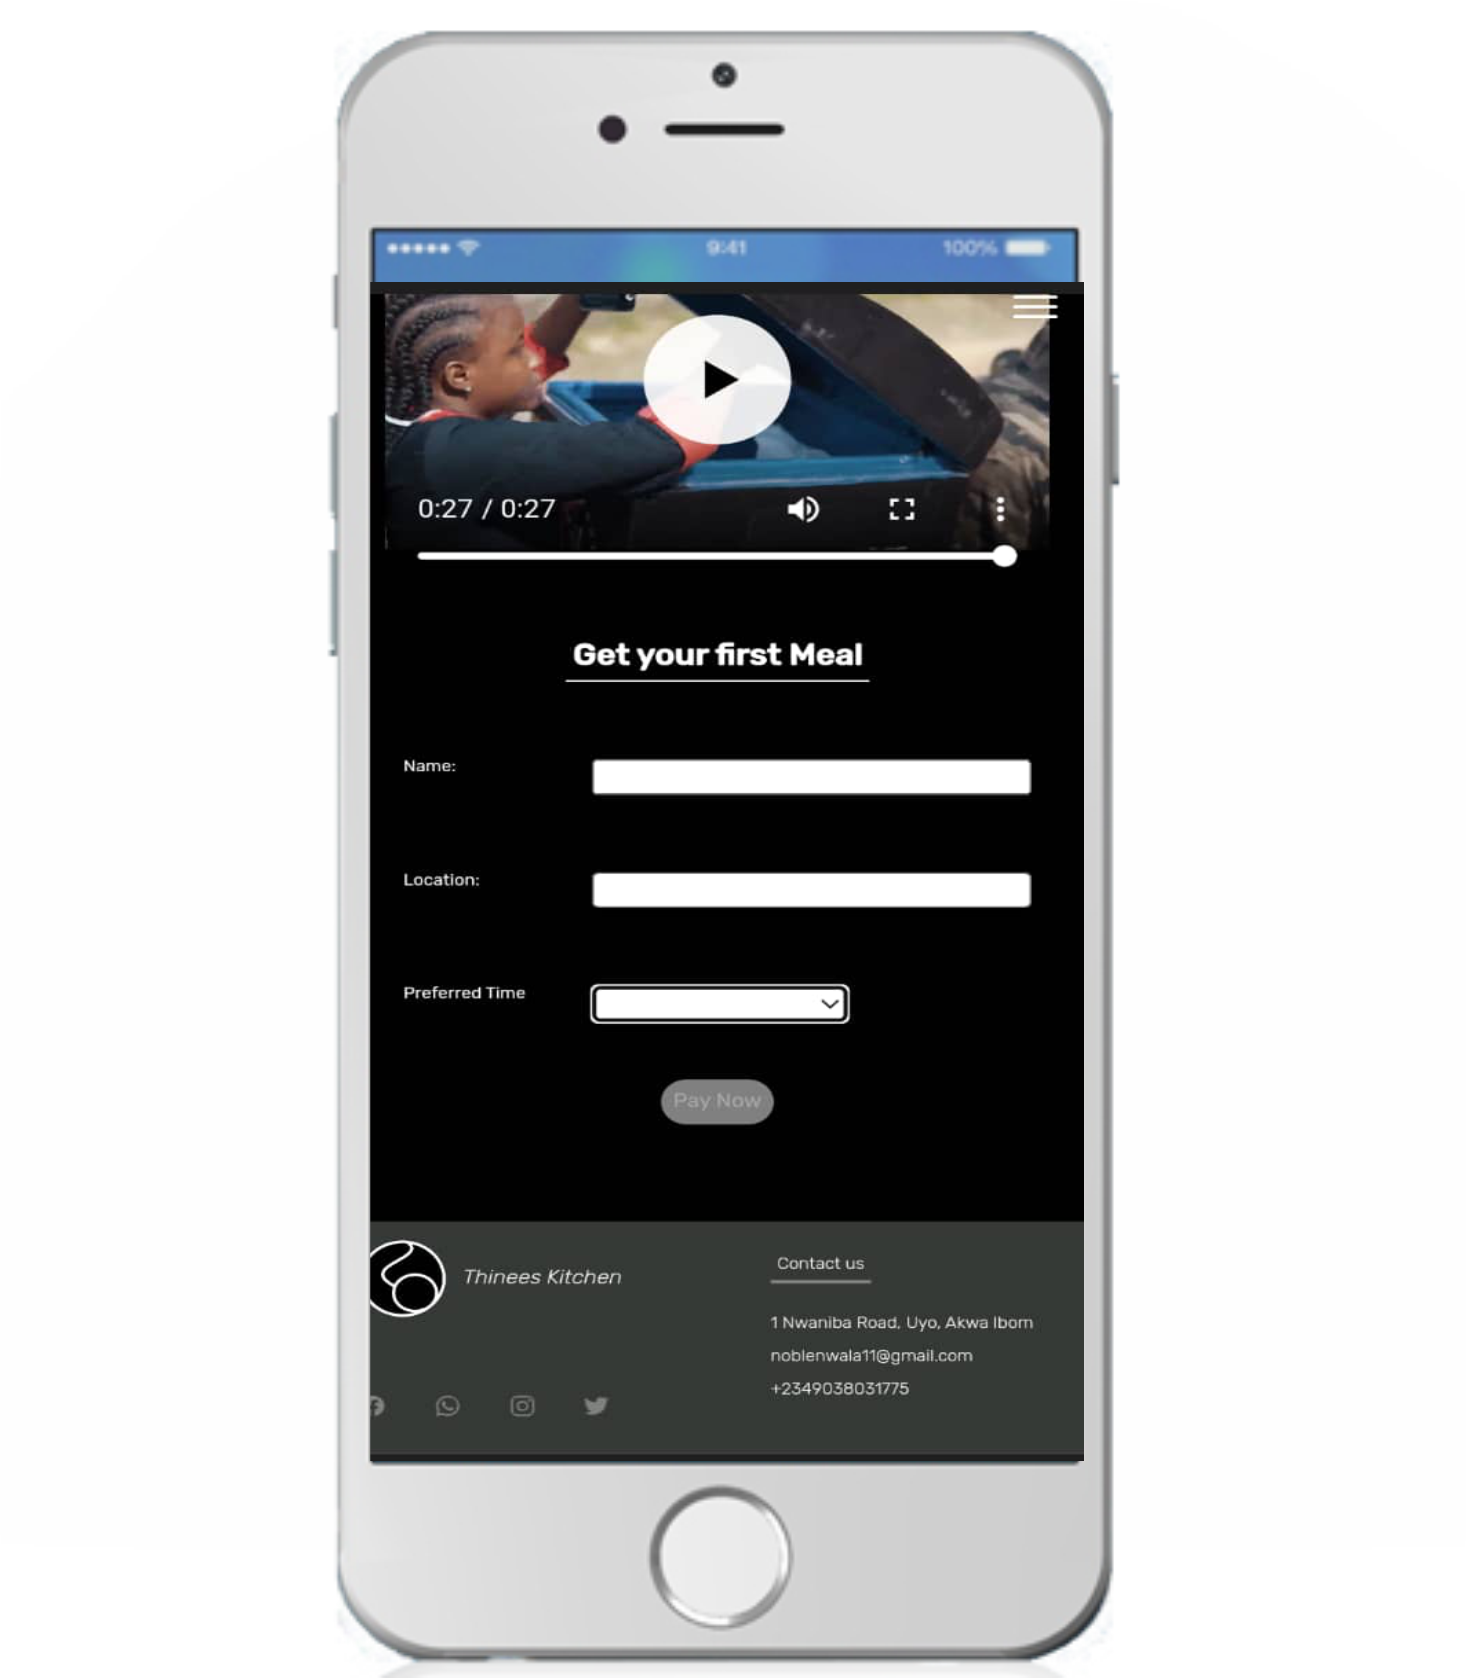 9:41
100%
0:27 / 0:27
Get your first Meal
Name:
Location:
Preferred Time
Pay Now
Thinees Kitchen
Contact us
1 Nwaniba Road, Uyo, Akwa Ibom
noblenwala11@gmail.com
+2349038031775